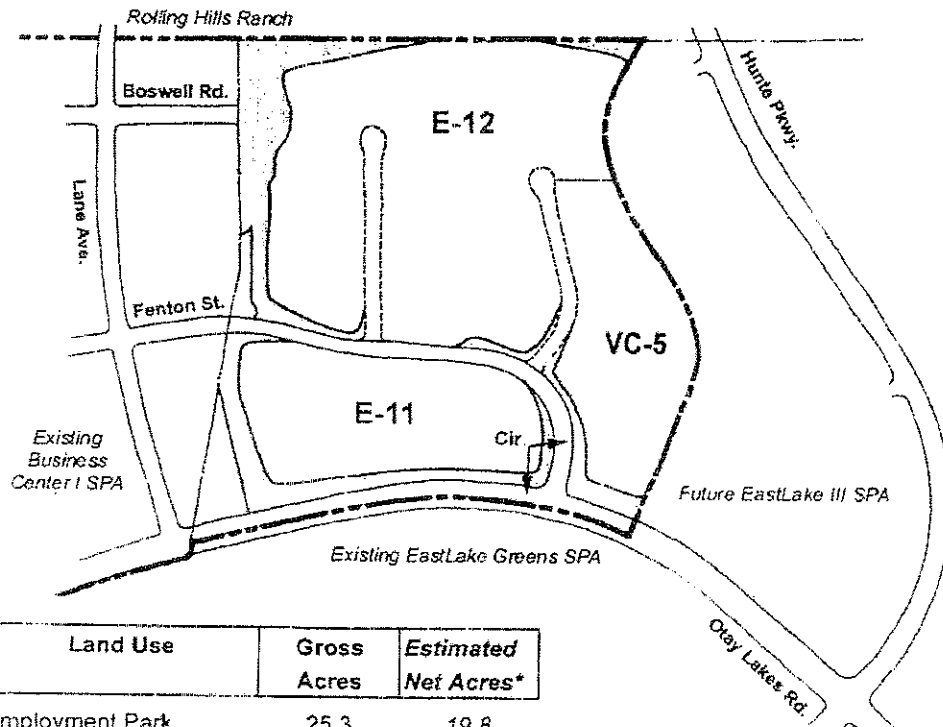 Rolling Hills Ranch
Boswell Rd.
E-12
Hunte Pkwy.
Lane Ave.
Fenton St.
VC-5
E-11
Cir.
Existing
Business
Center I SPA
Future EastLake III SPA
Existing EastLake Greens SPA
Otay Lakes Rd.
Land Use Gross Estimated
Acres Net Acres*
mployment Park 25.3 19.8